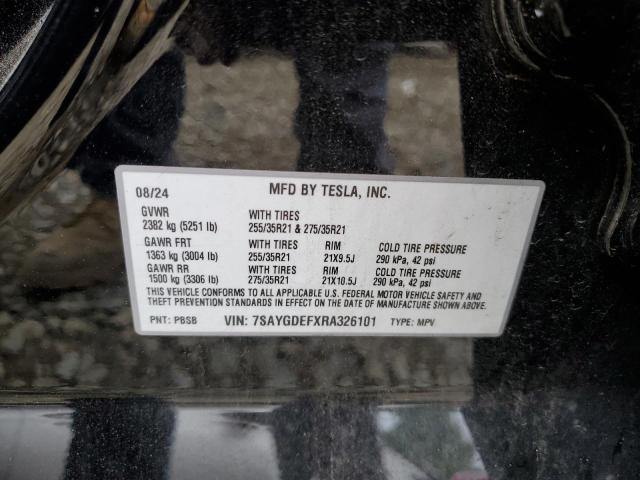 08/24 MFD BY TESLA, INC.
GVWR WITH TIRES
2382 kg (5251 lb) 255/35R21 & 275/35R21
GAWR FRT WITH TIRES RIM COLD TIRE PRESSURE
1363 kg (3004 lb) 255/35R21 21X9.5J 290 kPa, 42 psi
GAWR RR WITH TIRES RIM COLD TIRE PRESSURE
1500 kg (3306 lb) 275/35R21 21X10.5J 290 kPa, 42 psi
THIS VEHICLE CONFORMS TO ALL APPLICABLE U.S. FEDERAL MOTOR VEHICLE SAFETY AND
THEFT PREVENTION STANDARDS IN EFFECT ON THE DATE OF MANUFACTURE SHOWN ABOVE.
PNT: PBSB VIN: 7SAYGDEFXRA326101 TYPE: MPV